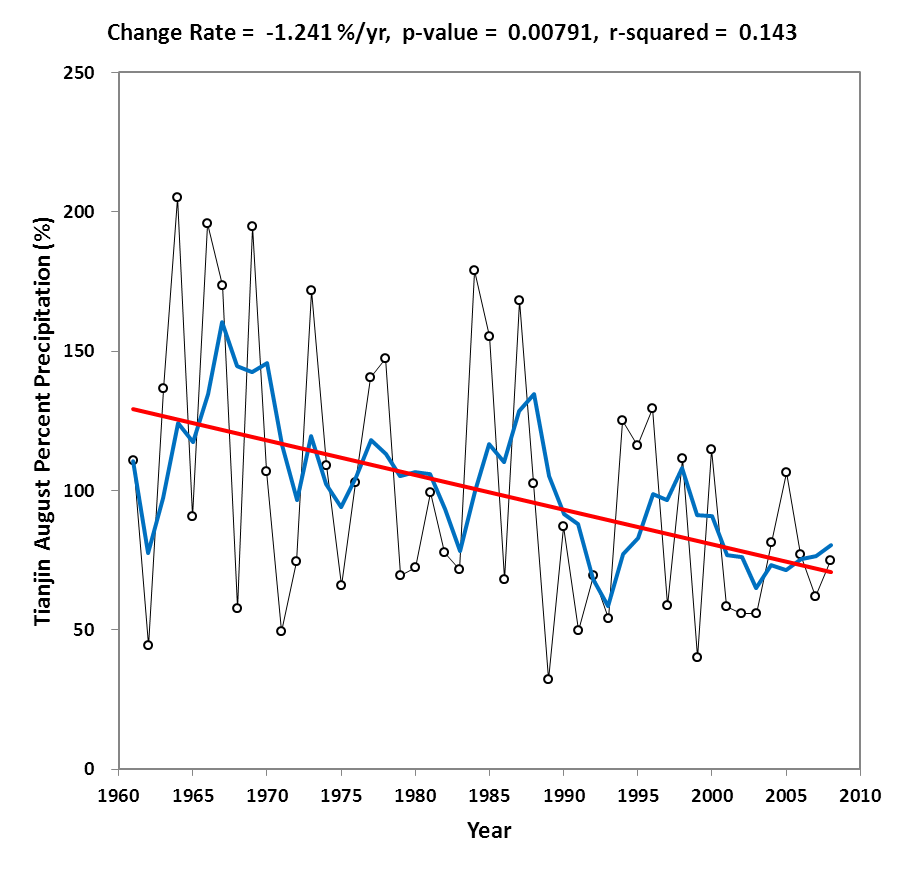 Change Rate = -1.241 %/yr, p-value = 0.00791, r-squared = 0.143
Tianjin August Percent Precipitation (%)
250
200
150
100
50
0
1960 1965 1970 1975 1980 1985 1990 1995 2000 2005 2010
Year